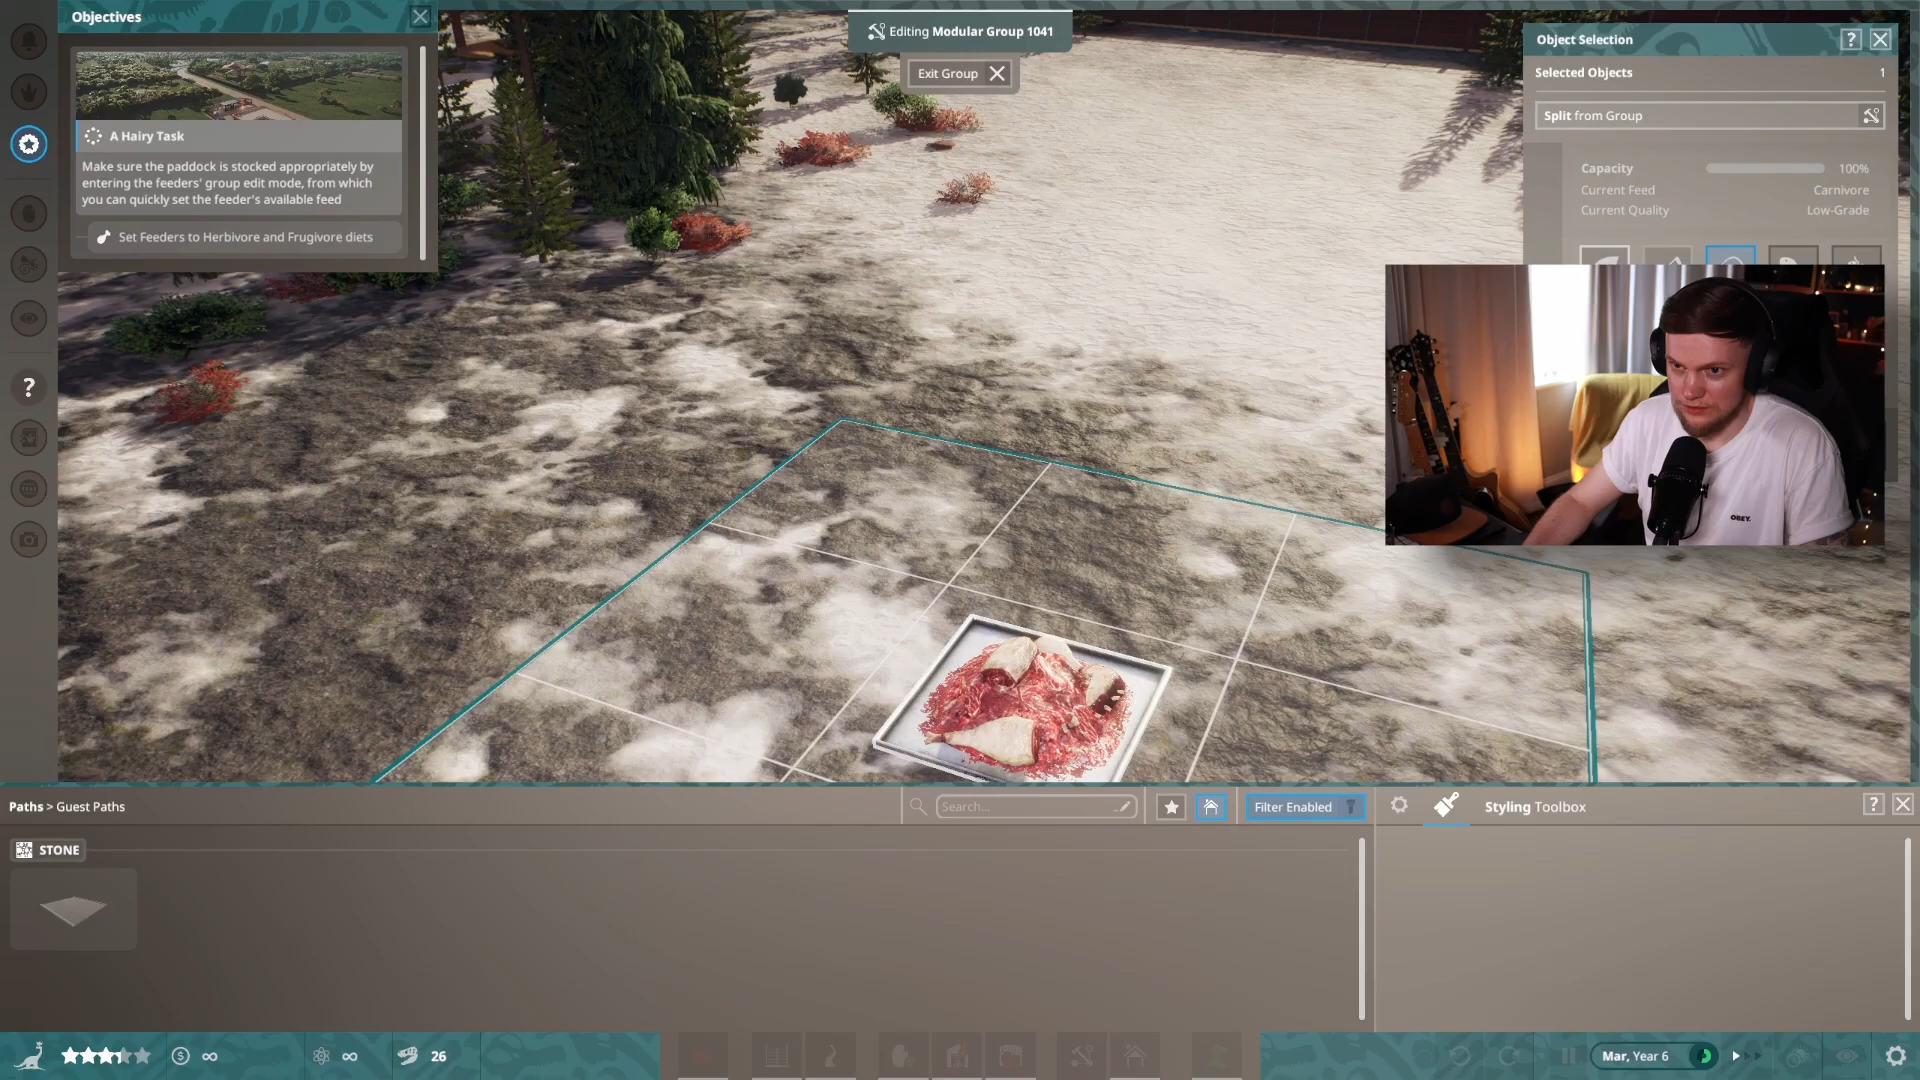 Objectives
A Hairy Task
Make sure the paddock is stocked appropriately by
entering the feeders' group edit mode, from which
you can quickly set the feeder's available feed
Set Feeders to Herbivore and Frugivore diets
Editing Modular Group 1041
Exit Group
Object Selection
?
Selected Objects 1
Split from Group
Capacity 100%
Current Feed Carnivore
Current Quality Low-Grade
?
OBEY.
Paths > Guest Paths
Search...
Filter Enabled
Styling Toolbox
?
STONE
$ ∞
∞
26
Mar, Year 6